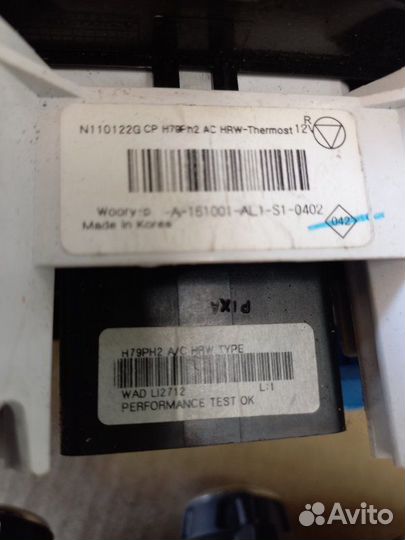 N110122G CP H79Ph2 AC HRW-Thermost 12V
R
Woory-p -A-161001-AL1-S1-0402
042
Made in Korea
PIXA
H79PH2 A/C HRW TYPE
WAD LI2712 L:1
PERFORMANCE TEST OK
Avito